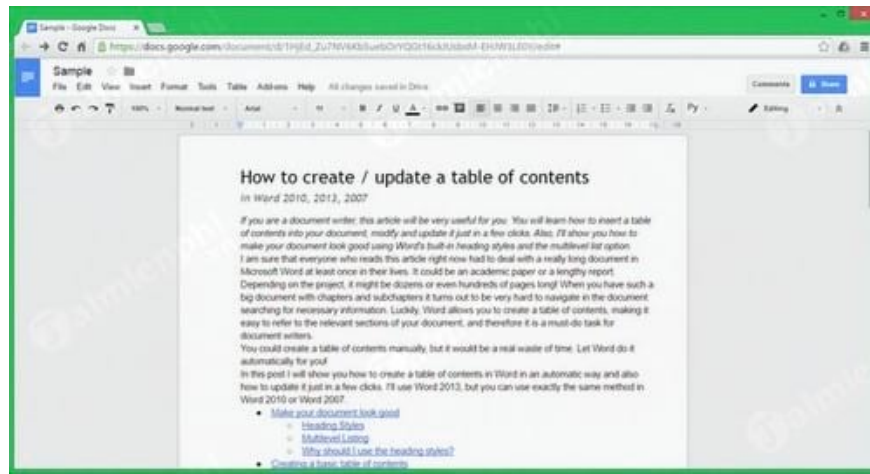 Sample - Google Docs
https://docs.google.com/document/d/
Sample
File Edit View Insert Format Tools Table Add-ons Help All changes saved in Drive
Comments Share
100% Normal text Arial 11 B I U A Editing
How to create / update a table of contents
in Word 2010, 2013, 2007
If you are a document writer, this article will be very useful for you. You will learn how to insert a table
of contents into your document, modify and update it just in a few clicks. Also, I'll show you how to
make your document look good using Word's built-in heading styles and the multilevel list option.
I am sure that everyone who reads this article right now had to deal with a really long document in
Microsoft Word at least once in their lives. It could be an academic paper or a lengthy report.
Depending on the project, it might be dozens or even hundreds of pages long! When you have such a
big document with chapters and subchapters it turns out to be very hard to navigate in the document
searching for necessary information. Luckily, Word allows you to create a table of contents, making it
easy to refer to the relevant sections of your document, and therefore it is a must-do task for
document writers.
You could create a table of contents manually, but it would be a real waste of time. Let Word do it
automatically for you!
In this post I will show you how to create a table of contents in Word in an automatic way and also
how to update it just in a few clicks. I'll use Word 2013, but you can use exactly the same method in
Word 2010 or Word 2007.
Make your document look good
Heading Styles
Multilevel Listing
Why should I use the heading styles?
Creating a basic table of contents